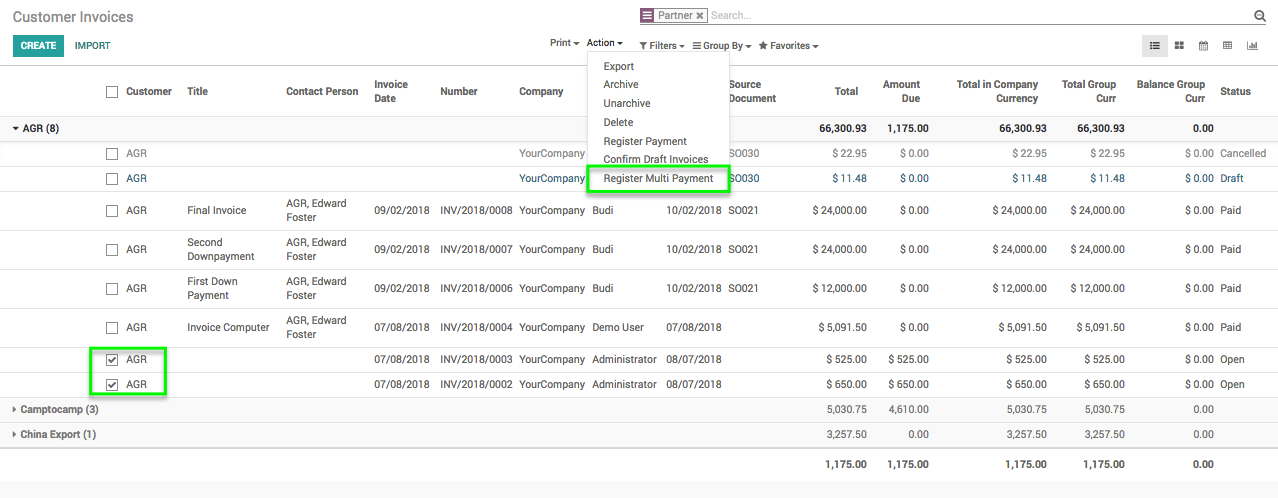 Customer Invoices
Partner Search...
CREATE IMPORT Print Action Filters Group By Favorites
Export
Archive
Unarchive
Delete
Register Payment
Confirm Draft Invoices
Register Multi Payment
Customer Title Contact Person Invoice Date Number Company Source Document Total Amount Due Total in Company Currency Total Group Curr Balance Group Curr Status
AGR (8) 66,300.93 1,175.00 66,300.93 66,300.93 0.00
AGR YourCompany SO030 $ 22.95 $ 0.00 $ 22.95 $ 22.95 $ 0.00 Cancelled
AGR YourCompany SO030 $ 11.48 $ 0.00 $ 11.48 $ 11.48 $ 0.00 Draft
AGR Final Invoice AGR, Edward Foster 09/02/2018 INV/2018/0008 YourCompany Budi 10/02/2018 SO021 $ 24,000.00 $ 0.00 $ 24,000.00 $ 24,000.00 $ 0.00 Paid
AGR Second Downpayment AGR, Edward Foster 09/02/2018 INV/2018/0007 YourCompany Budi 10/02/2018 SO021 $ 24,000.00 $ 0.00 $ 24,000.00 $ 24,000.00 $ 0.00 Paid
AGR First Down Payment AGR, Edward Foster 09/02/2018 INV/2018/0006 YourCompany Budi 10/02/2018 SO021 $ 12,000.00 $ 0.00 $ 12,000.00 $ 12,000.00 $ 0.00 Paid
AGR Invoice Computer AGR, Edward Foster 07/08/2018 INV/2018/0004 YourCompany Demo User 07/08/2018 $ 5,091.50 $ 0.00 $ 5,091.50 $ 5,091.50 $ 0.00 Paid
AGR 07/08/2018 INV/2018/0003 YourCompany Administrator 08/07/2018 $ 525.00 $ 525.00 $ 525.00 $ 525.00 $ 0.00 Open
AGR 07/08/2018 INV/2018/0002 YourCompany Administrator 08/07/2018 $ 650.00 $ 650.00 $ 650.00 $ 650.00 $ 0.00 Open
Camptocamp (3) 5,030.75 4,610.00 5,030.75 5,030.75 0.00
China Export (1) 3,257.50 0.00 3,257.50 3,257.50 0.00
1,175.00 1,175.00 1,175.00 1,175.00 0.00